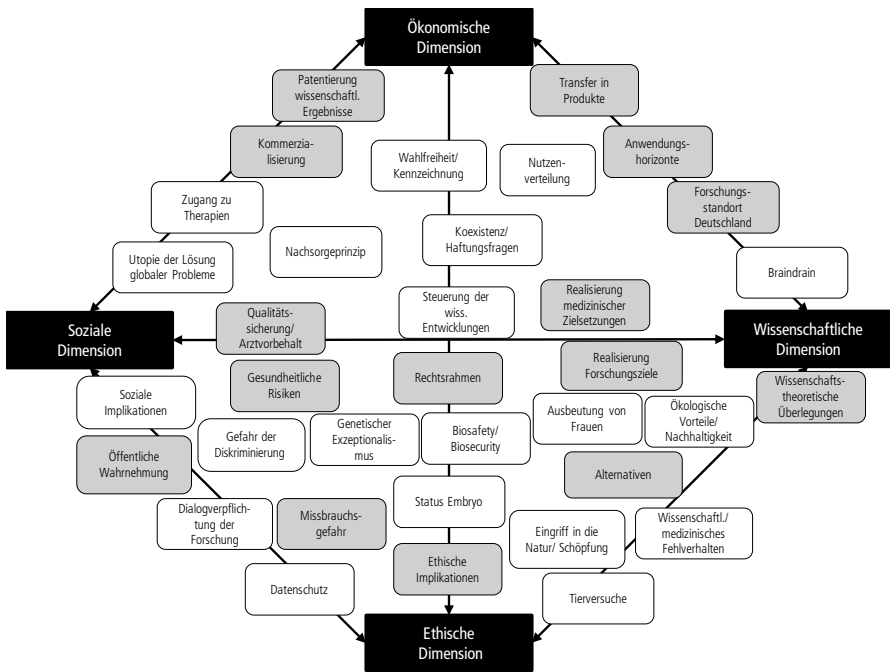 Ökonomische
Dimension
Patentierung
wissenschaftl.
Ergebnisse
Transfer in
Produkte
Kommerzia-
lisierung
Anwendungs-
horizonte
Wahlfreiheit/
Kennzeichnung
Nutzen-
verteilung
Zugang zu
Therapien
Forschungs-
standort
Deutschland
Koexistenz/
Haftungsfragen
Nachsorgeprinzip
Utopie der Lösung
globaler Probleme
Braindrain
Steuerung der
wiss.
Entwicklungen
Realisierung
medizinischer
Zielsetzungen
Soziale
Dimension
Qualitäts-
sicherung/
Arztvorbehalt
Wissenschaftliche
Dimension
Gesundheitliche
Risiken
Rechtsrahmen
Realisierung
Forschungsziele
Wissenschafts-
theoretische
Überlegungen
Soziale
Implikationen
Ausbeutung von
Frauen
Ökologische
Vorteile/
Nachhaltigkeit
Gefahr der
Diskriminierung
Genetischer
Exzeptionalis-
mus
Biosafety/
Biosecurity
Öffentliche
Wahrnehmung
Alternativen
Status Embryo
Dialogverpflich-
tung der
Forschung
Missbrauchs-
gefahr
Eingriff in die
Natur/ Schöpfung
Wissenschaftl./
medizinisches
Fehlverhalten
Ethische
Implikationen
Datenschutz
Tierversuche
Ethische
Dimension